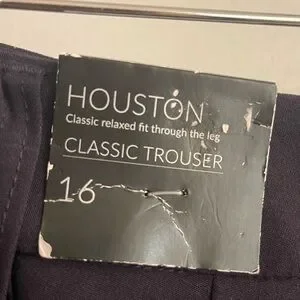 HOUSTON
Classic relaxed fit through the leg
CLASSIC TROUSER
16